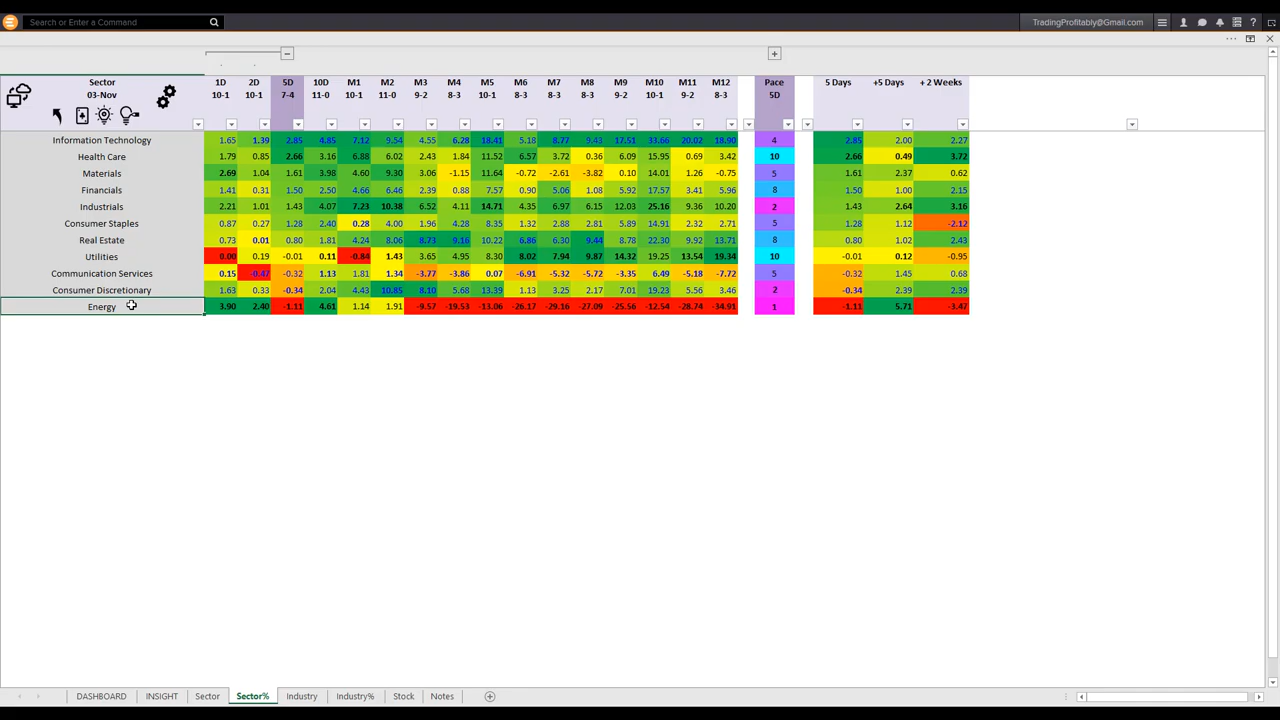 Search or Enter a Command
TradingProfitably@Gmail.com
Sector 1D 2D 5D 10D M1 M2 M3 M4 M5 M6 M7 M8 M9 M10 M11 M12 Pace 5 Days +5 Days + 2 Weeks
03-Nov 10-1 10-1 7-4 11-0 10-1 11-0 9-2 8-3 10-1 8-3 8-3 8-3 9-2 10-1 9-2 8-3 5D
Information Technology 1.65 1.39 2.85 4.85 7.12 9.54 4.55 6.28 18.41 5.18 8.77 9.43 17.51 33.66 20.02 18.90 4 2.85 2.00 2.27
Health Care 1.79 0.85 2.66 3.16 6.88 6.02 2.43 1.84 11.52 6.57 3.72 0.36 6.09 15.95 0.69 3.42 10 2.66 0.49 3.72
Materials 2.69 1.04 1.61 3.98 4.60 9.30 3.06 -1.15 11.64 -0.72 -2.61 -3.82 0.10 14.01 1.26 -0.75 5 1.61 2.37 0.62
Financials 1.41 0.31 1.50 2.50 4.66 6.46 2.39 0.88 7.57 0.90 5.06 1.08 5.92 17.57 3.41 5.96 8 1.50 1.00 2.15
Industrials 2.21 1.01 1.43 4.07 7.23 10.38 6.52 4.11 14.71 4.35 6.97 6.15 12.03 25.16 9.36 10.20 2 1.43 2.64 3.16
Consumer Staples 0.87 0.27 1.28 2.40 0.28 4.00 1.96 4.28 8.35 1.32 2.88 2.81 5.89 14.91 2.32 2.71 5 1.28 1.12 -2.12
Real Estate 0.73 0.01 0.80 1.81 4.24 8.06 8.73 9.16 10.22 6.86 6.30 9.44 8.78 22.30 9.92 13.71 8 0.80 1.02 2.43
Utilities 0.00 0.19 -0.01 0.11 -0.84 1.43 3.65 4.95 8.30 8.02 7.94 9.87 14.32 19.25 13.54 19.34 10 -0.01 0.12 -0.95
Communication Services 0.15 -0.47 -0.32 1.13 1.81 1.34 -3.77 -3.86 0.07 -6.91 -5.32 -5.72 -3.35 6.49 -5.18 -7.72 5 -0.32 1.45 0.68
Consumer Discretionary 1.63 0.33 -0.34 2.04 4.43 10.85 8.10 5.68 13.39 1.13 3.25 2.17 7.01 19.23 5.56 3.46 2 -0.34 2.39 2.39
Energy 3.90 2.40 -1.11 4.61 1.14 1.91 -9.57 -19.53 -13.06 -26.17 -29.16 -27.09 -25.56 -12.54 -28.74 -34.91 1 -1.11 5.71 -3.47
DASHBOARD INSIGHT Sector Sector% Industry Industry% Stock Notes